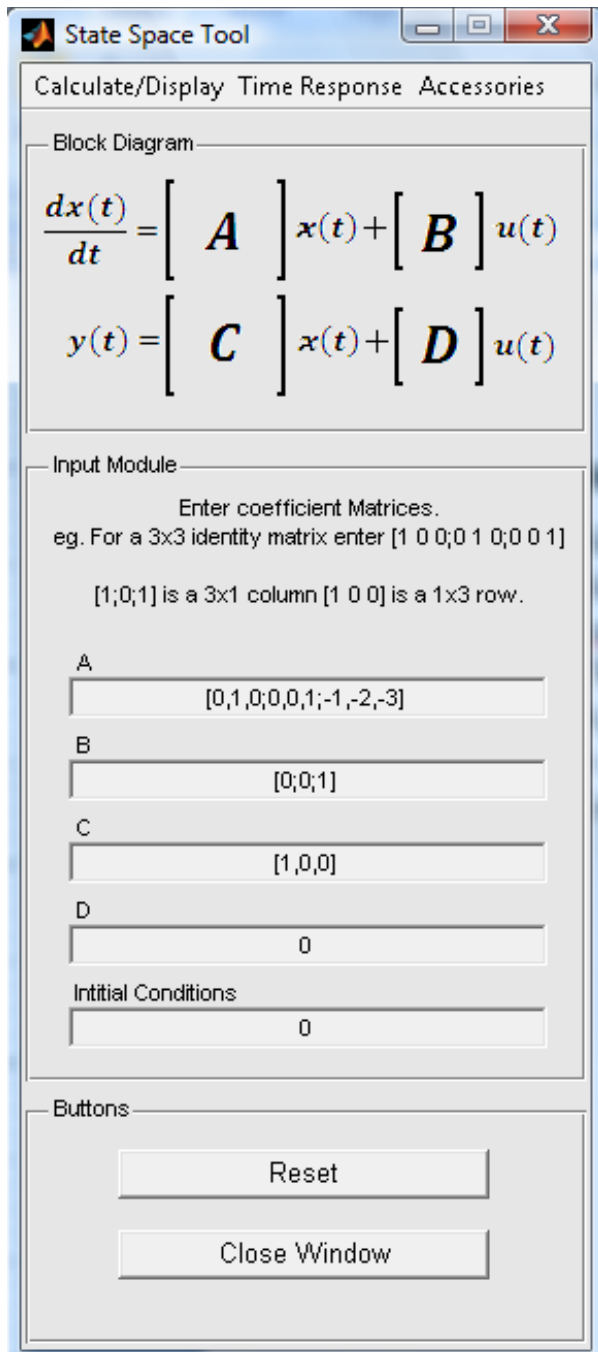 State Space Tool
Calculate/Display Time Response Accessories
Block Diagram
dx(t)/dt = [ A ] x(t) + [ B ] u(t)
y(t) = [ C ] x(t) + [ D ] u(t)
Input Module
Enter coefficient Matrices.
eg. For a 3x3 identity matrix enter [1 0 0;0 1 0;0 0 1]
[1;0;1] is a 3x1 column [1 0 0] is a 1x3 row.
A
[0,1,0;0,0,1;-1,-2,-3]
B
[0;0;1]
C
[1,0,0]
D
0
Intitial Conditions
0
Buttons
Reset
Close Window